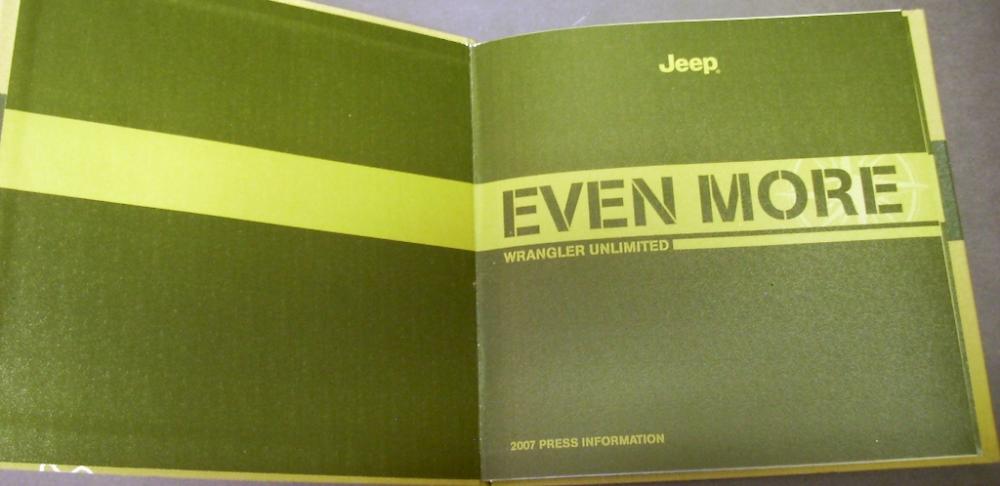 Jeep
EVEN MORE
WRANGLER UNLIMITED
2007 PRESS INFORMATION